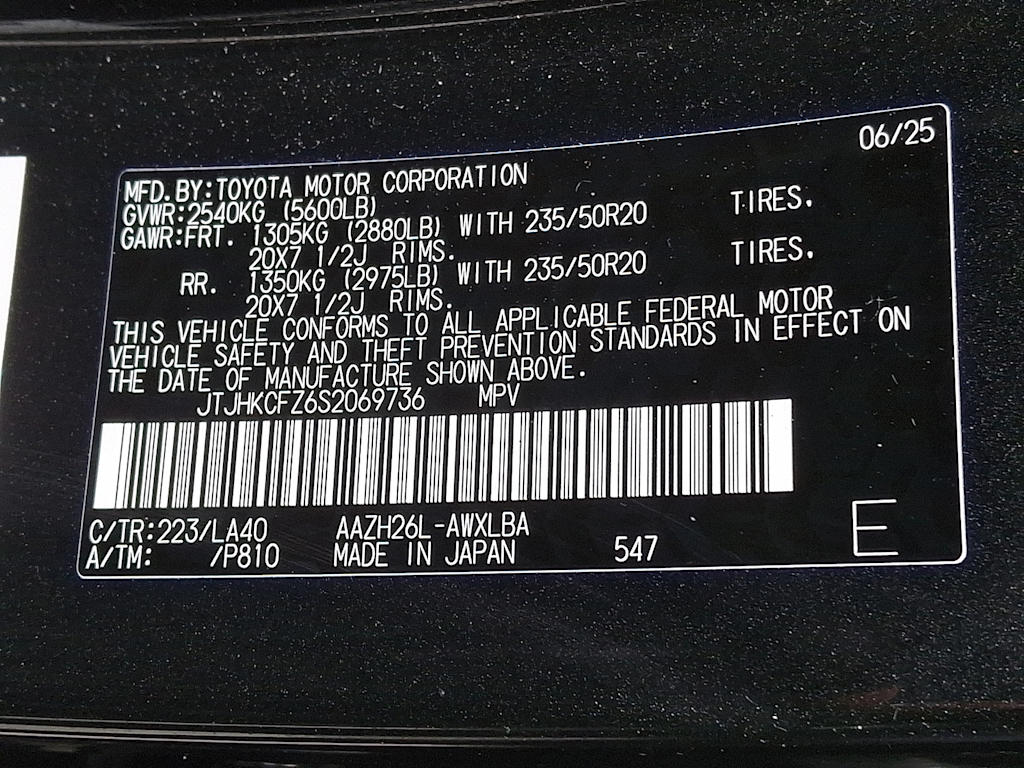 06/25
MFD.BY:TOYOTA MOTOR CORPORATION
GVWR:2540KG (5600LB)
GAWR:FRT. 1305KG (2880LB) WITH 235/50R20 TIRES.
20X7 1/2J RIMS.
RR. 1350KG (2975LB) WITH 235/50R20 TIRES.
20X7 1/2J RIMS.
THIS VEHICLE CONFORMS TO ALL APPLICABLE FEDERAL MOTOR
VEHICLE SAFETY AND THEFT PREVENTION STANDARDS IN EFFECT ON
THE DATE OF MANUFACTURE SHOWN ABOVE.
JTJHKCFZ6S2069736 MPV
C/TR:223/LA40 AAZH26L-AWXLBA
A/TM: /P810 MADE IN JAPAN 547 E